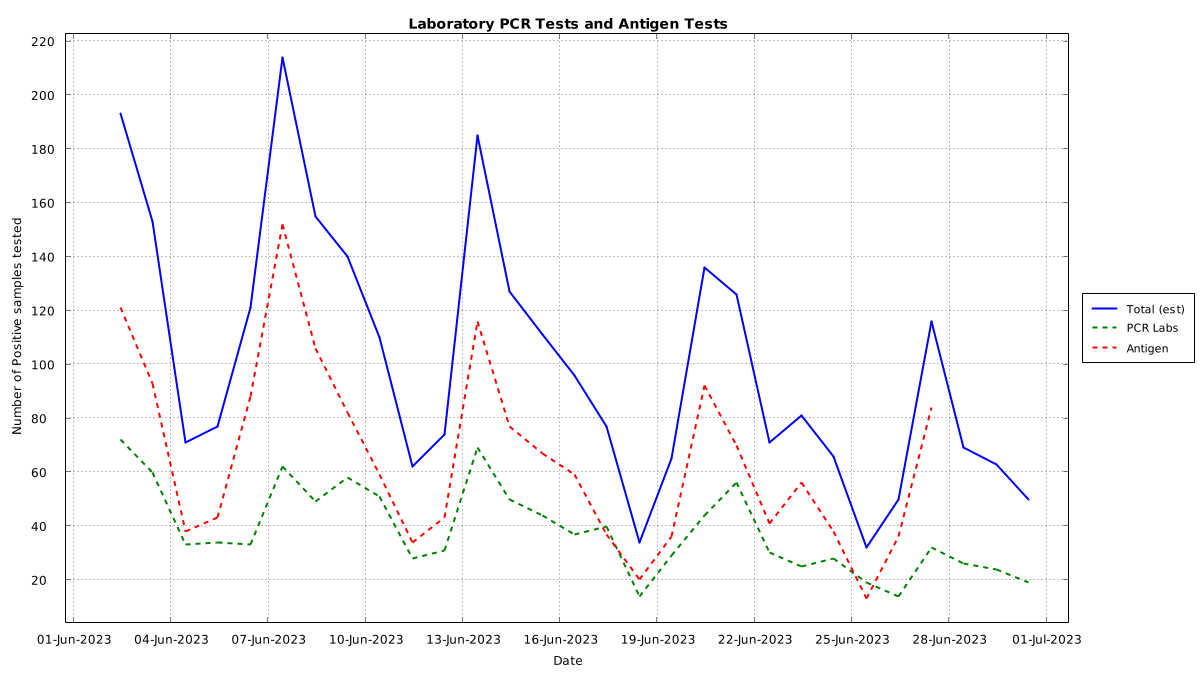 Laboratory PCR Tests and Antigen Tests
Number of Positive samples tested
220
200
180
160
140
120
100
80
60
40
20
01-Jun-2023 04-Jun-2023 07-Jun-2023 10-Jun-2023 13-Jun-2023 16-Jun-2023 19-Jun-2023 22-Jun-2023 25-Jun-2023 28-Jun-2023 01-Jul-2023
Date
Total (est)
PCR Labs
Antigen